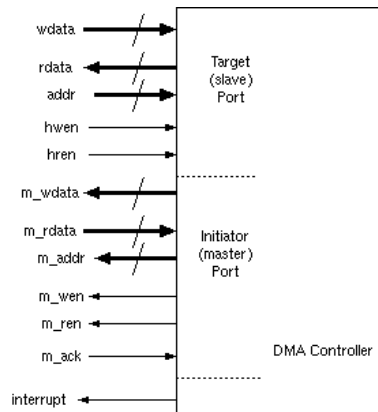 wdata
rdata
addr
hwen
hren
m_wdata
m_rdata
m_addr
m_wen
m_ren
m_ack
interrupt
Target
(slave)
Port
Initiator
(master)
Port
DMA Controller